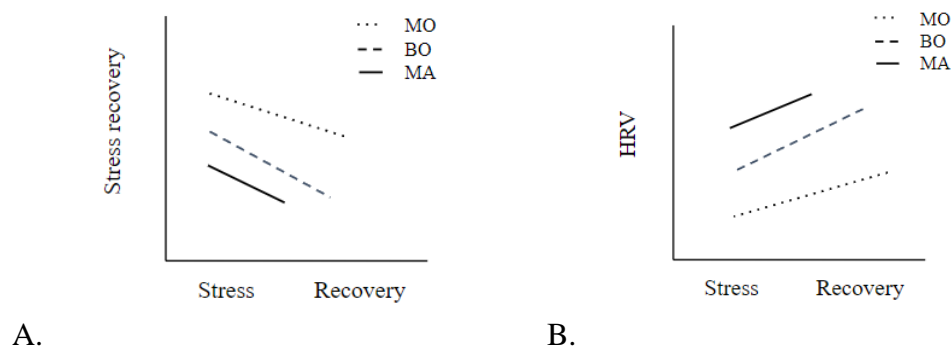 MO
BO
MA
Stress recovery
Stress
Recovery
A.
MO
BO
MA
HRV
Stress
Recovery
B.